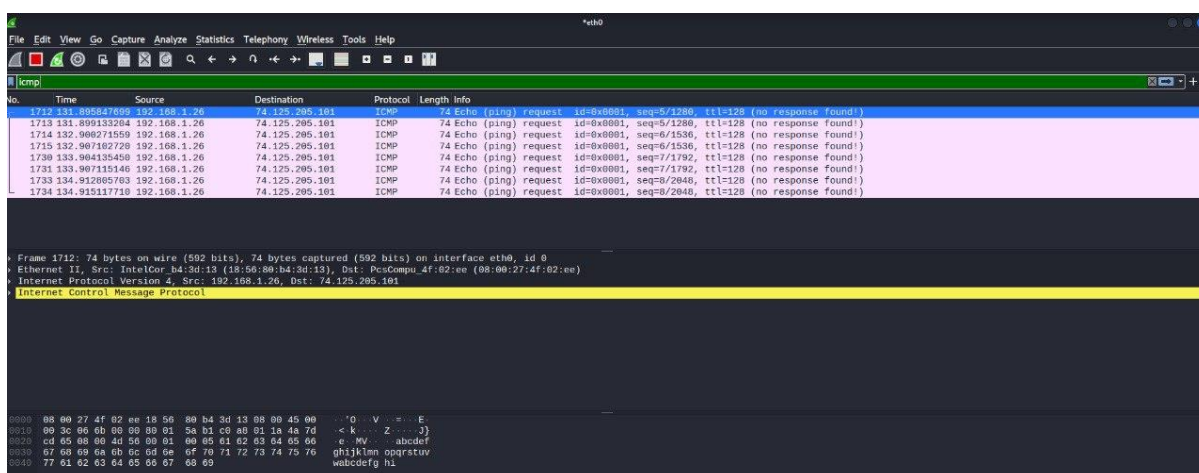 *eth0
File Edit View Go Capture Analyze Statistics Telephony Wireless Tools Help
icmp
No. Time Source Destination Protocol Length Info
1712 131.895847699 192.168.1.26 74.125.205.101 ICMP 74 Echo (ping) request id=0x0001, seq=5/1280, ttl=128 (no response found!)
1713 131.899133204 192.168.1.26 74.125.205.101 ICMP 74 Echo (ping) request id=0x0001, seq=5/1280, ttl=128 (no response found!)
1714 132.900271559 192.168.1.26 74.125.205.101 ICMP 74 Echo (ping) request id=0x0001, seq=6/1536, ttl=128 (no response found!)
1715 132.907102720 192.168.1.26 74.125.205.101 ICMP 74 Echo (ping) request id=0x0001, seq=6/1536, ttl=128 (no response found!)
1730 133.904135450 192.168.1.26 74.125.205.101 ICMP 74 Echo (ping) request id=0x0001, seq=7/1792, ttl=128 (no response found!)
1731 133.907115146 192.168.1.26 74.125.205.101 ICMP 74 Echo (ping) request id=0x0001, seq=7/1792, ttl=128 (no response found!)
1733 134.912805703 192.168.1.26 74.125.205.101 ICMP 74 Echo (ping) request id=0x0001, seq=8/2048, ttl=128 (no response found!)
1734 134.915117710 192.168.1.26 74.125.205.101 ICMP 74 Echo (ping) request id=0x0001, seq=8/2048, ttl=128 (no response found!)
Frame 1712: 74 bytes on wire (592 bits), 74 bytes captured (592 bits) on interface eth0, id 0
Ethernet II, Src: IntelCor_b4:3d:13 (18:56:80:b4:3d:13), Dst: PcsCompu_4f:02:ee (08:00:27:4f:02:ee)
Internet Protocol Version 4, Src: 192.168.1.26, Dst: 74.125.205.101
Internet Control Message Protocol
0000 08 00 27 4f 02 ee 18 56 80 b4 3d 13 08 00 45 00 ··'O···V ··=···E·
0010 00 3c 06 6b 00 00 80 01 5a b1 c0 a8 01 1a 4a 7d ·<·k···· Z·····J}
0020 cd 65 08 00 4d 56 00 01 00 05 61 62 63 64 65 66 ·e··MV·· ··abcdef
0030 67 68 69 6a 6b 6c 6d 6e 6f 70 71 72 73 74 75 76 ghijklmn opqrstuv
0040 77 61 62 63 64 65 66 67 68 69 wabcdefg hi